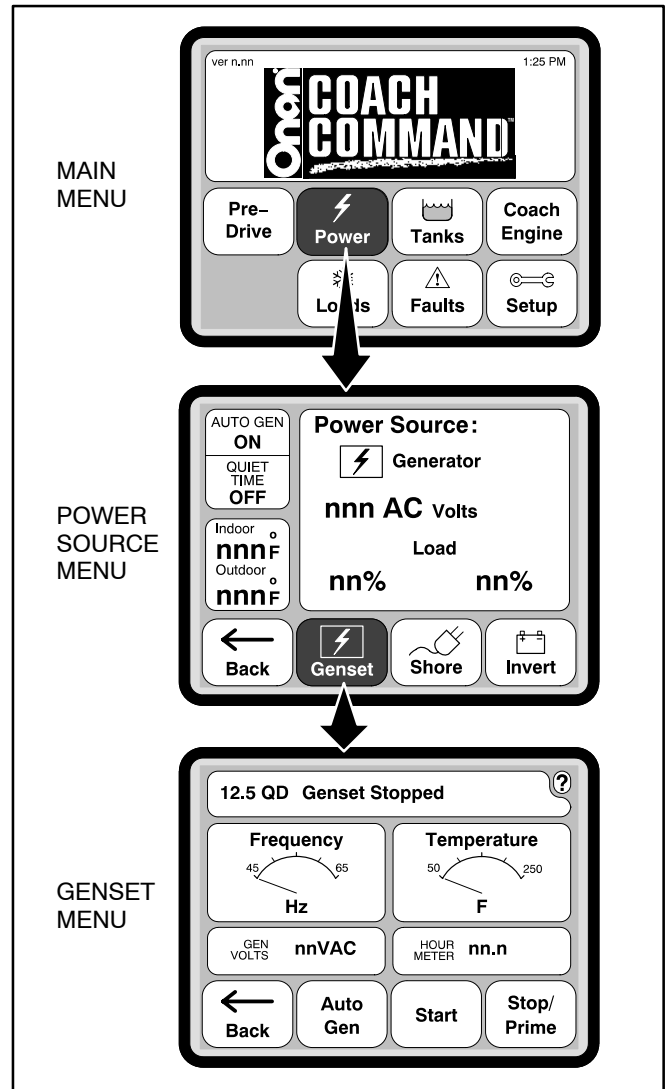 MAIN
MENU
ver n.nn
1:25 PM
Onan
COACH
COMMAND™
Pre-
Drive
Power
Tanks
Coach
Engine
Loads
Faults
Setup
POWER
SOURCE
MENU
AUTO GEN
ON
QUIET
TIME
OFF
Indoor
nnn°F
Outdoor
nnn°F
Power Source:
Generator
nnn AC Volts
Load
nn% nn%
Back
Genset
Shore
Invert
GENSET
MENU
12.5 QD Genset Stopped
?
Frequency
45 65
Hz
Temperature
50 250
F
GEN
VOLTS nnVAC
HOUR
METER nn.n
Back
Auto
Gen
Start
Stop/
Prime